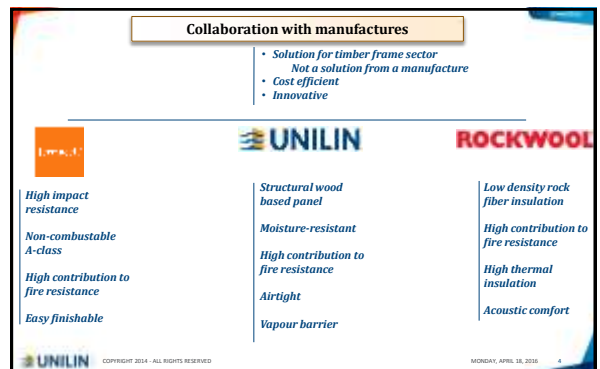 Collaboration with manufactures
• Solution for timber frame sector
Not a solution from a manufacture
• Cost efficient
• Innovative
UNILIN
ROCKWOOL
High impact
resistance
Non-combustable
A-class
High contribution to
fire resistance
Easy finishable
Structural wood
based panel
Moisture-resistant
High contribution to
fire resistance
Airtight
Vapour barrier
Low density rock
fiber insulation
High contribution to
fire resistance
High thermal
insulation
Acoustic comfort
UNILIN COPYRIGHT 2014 - ALL RIGHTS RESERVED MONDAY, APRIL 18, 2016 4